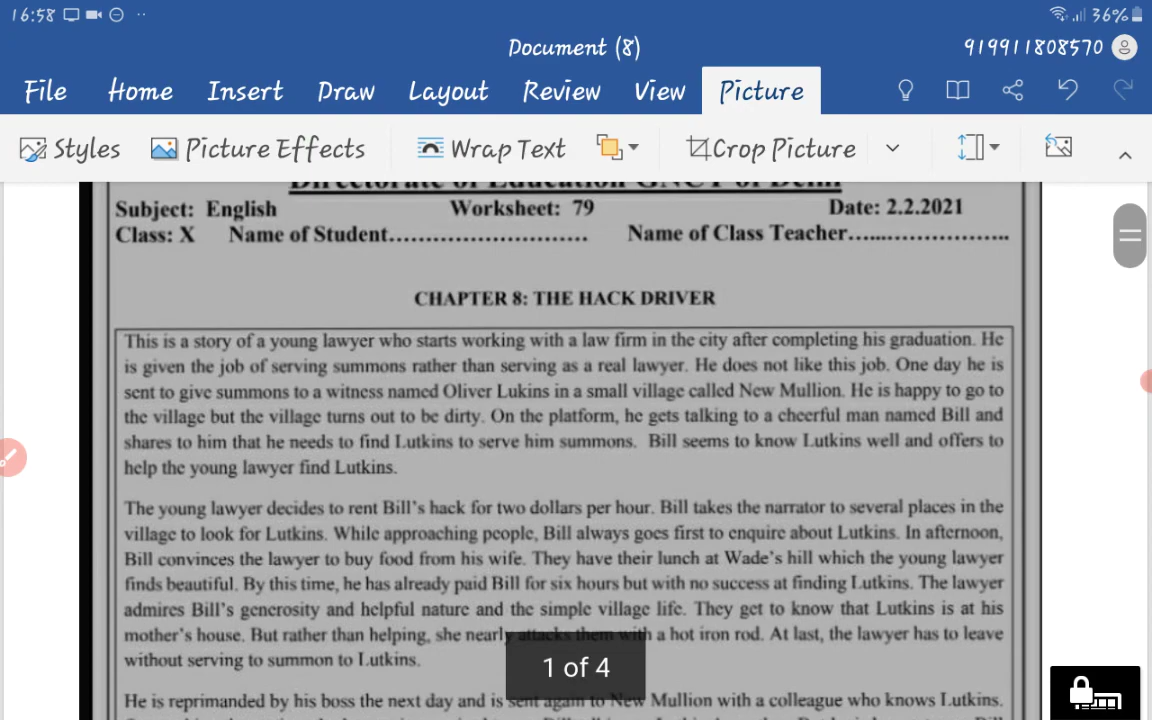 16:58 36%
Document (8) 919911808570
File Home Insert Draw Layout Review View Picture
Styles Picture Effects Wrap Text Crop Picture
Directorate of Education GNCT of Delhi
Subject: English Worksheet: 79 Date: 2.2.2021
Class: X Name of Student............................ Name of Class Teacher......................
CHAPTER 8: THE HACK DRIVER
This is a story of a young lawyer who starts working with a law firm in the city after completing his graduation. He
is given the job of serving summons rather than serving as a real lawyer. He does not like this job. One day he is
sent to give summons to a witness named Oliver Lukins in a small village called New Mullion. He is happy to go to
the village but the village turns out to be dirty. On the platform, he gets talking to a cheerful man named Bill and
shares to him that he needs to find Lutkins to serve him summons. Bill seems to know Lutkins well and offers to
help the young lawyer find Lutkins.
The young lawyer decides to rent Bill's hack for two dollars per hour. Bill takes the narrator to several places in the
village to look for Lutkins. While approaching people, Bill always goes first to enquire about Lutkins. In afternoon,
Bill convinces the lawyer to buy food from his wife. They have their lunch at Wade's hill which the young lawyer
finds beautiful. By this time, he has already paid Bill for six hours but with no success at finding Lutkins. The lawyer
admires Bill's generosity and helpful nature and the simple village life. They get to know that Lutkins is at his
mother's house. But rather than helping, she nearly attacks them with a hot iron rod. At last, the lawyer has to leave
without serving to summon to Lutkins.
1 of 4
He is reprimanded by his boss the next day and is sent again to New Mullion with a colleague who knows Lutkins.